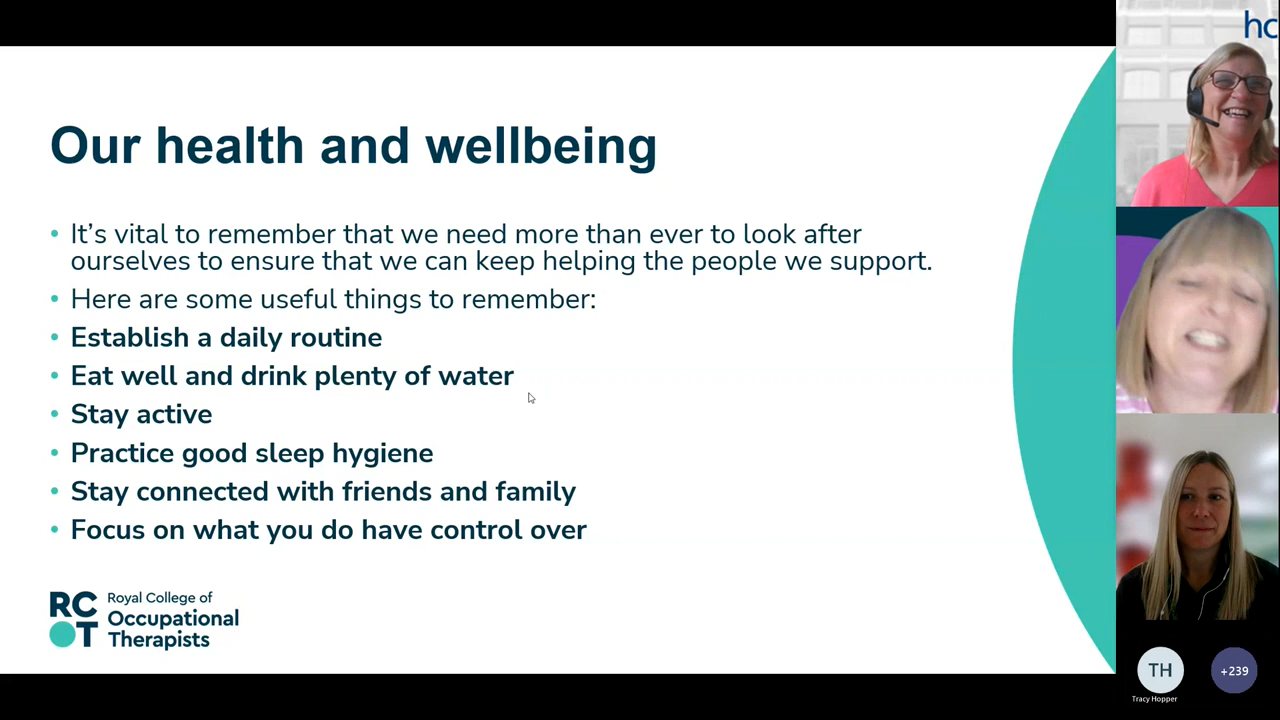 hc
Our health and wellbeing
• It’s vital to remember that we need more than ever to look after
ourselves to ensure that we can keep helping the people we support.
• Here are some useful things to remember:
• Establish a daily routine
• Eat well and drink plenty of water
• Stay active
• Practice good sleep hygiene
• Stay connected with friends and family
• Focus on what you do have control over
RC
OT
Royal College of
Occupational
Therapists
TH
Tracy Hopper
+239